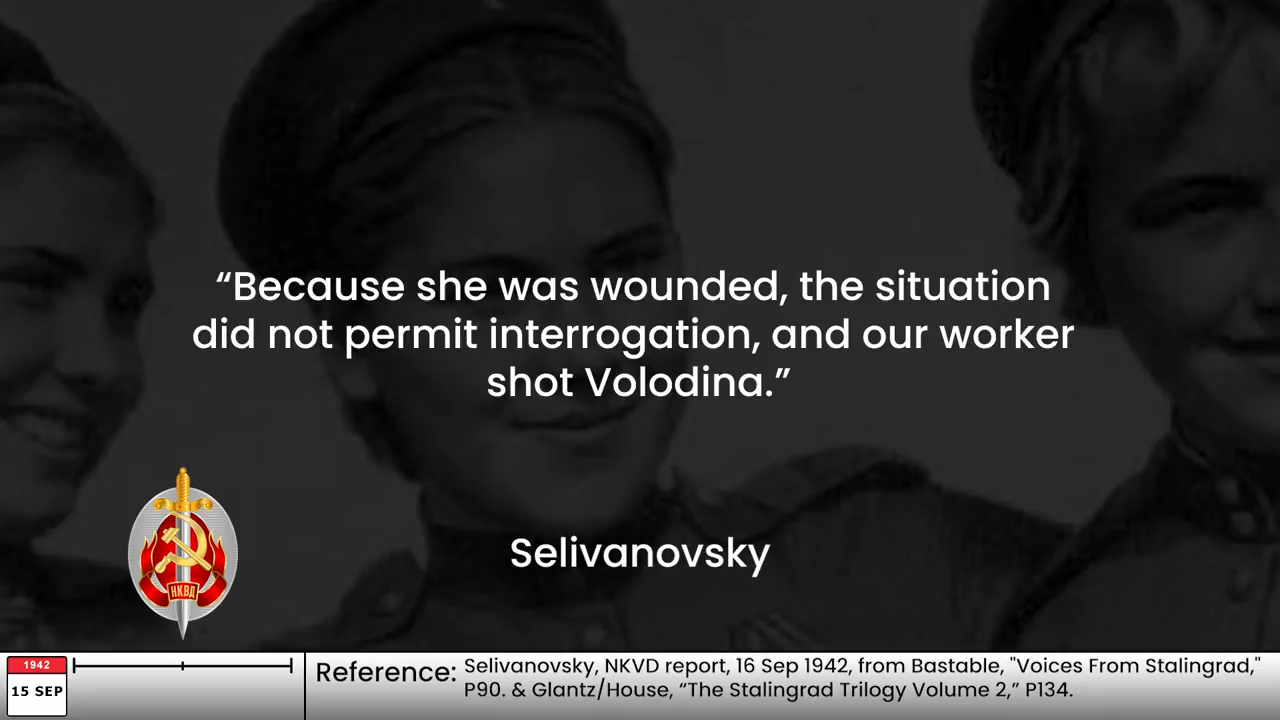 “Because she was wounded, the situation
did not permit interrogation, and our worker
shot Volodina.”
НКВД
Selivanovsky
1942
15 SEP
Reference: Selivanovsky, NKVD report, 16 Sep 1942, from Bastable, "Voices From Stalingrad,"
P90. & Glantz/House, “The Stalingrad Trilogy Volume 2,” P134.